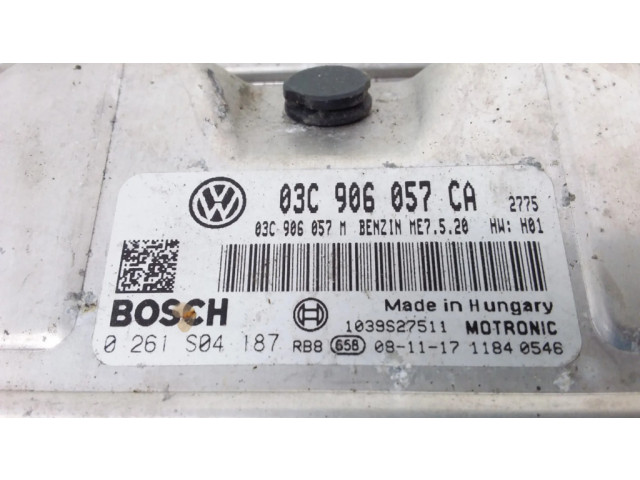 03C 906 057 CA 2775
03C 906 057 M BENZIN ME7.5.20 HW: H01
BOSCH Made in Hungary
1039S27511 MOTRONIC
0 261 S04 187 RB8 658 08-11-17 1184 0546